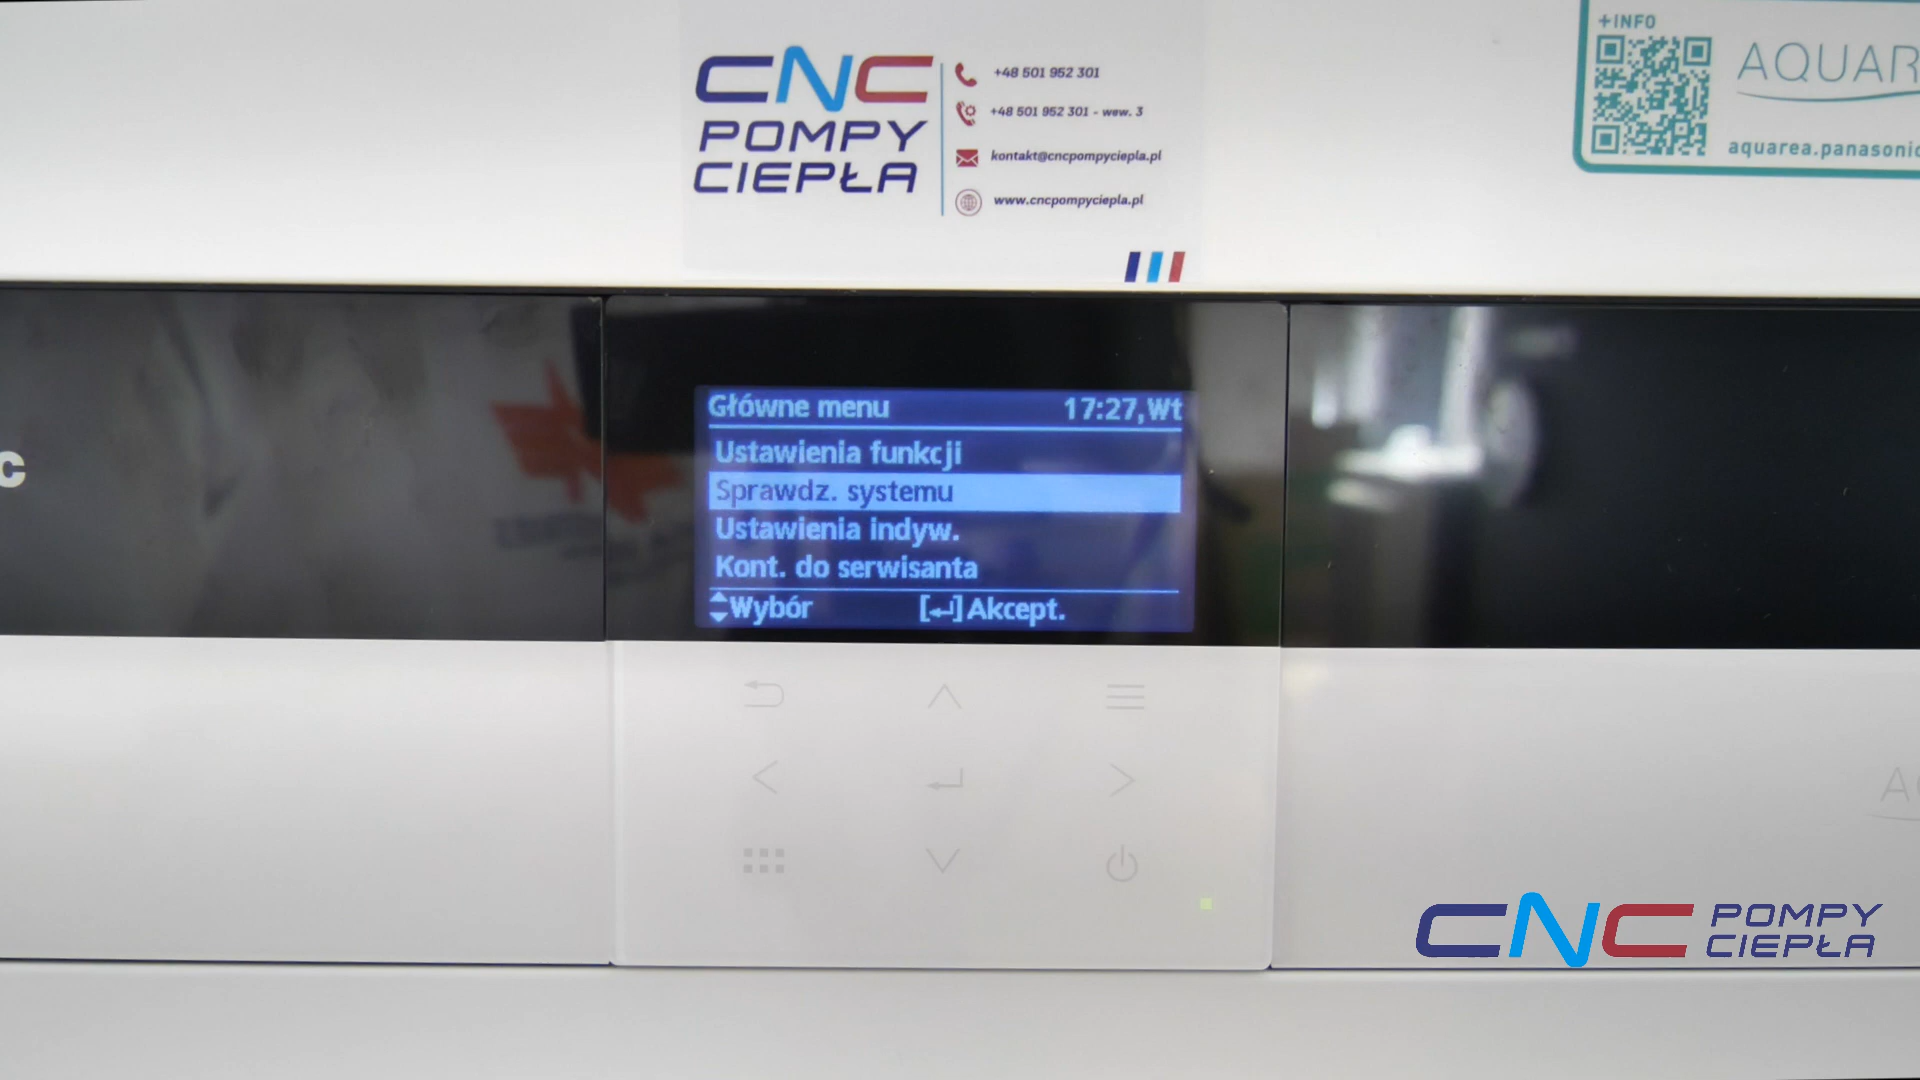 +INFO
AQUAR
aquarea.panasonic
CNC
POMPY
CIEPŁA
+48 501 952 301
+48 501 952 301 - wew. 3
kontakt@cncpompyciepla.pl
www.cncpompyciepla.pl
c
Główne menu 17:27,Wt
Ustawienia funkcji
Sprawdz. systemu
Ustawienia indyw.
Kont. do serwisanta
Wybór [↵]Akcept.
CNC POMPY
CIEPŁA